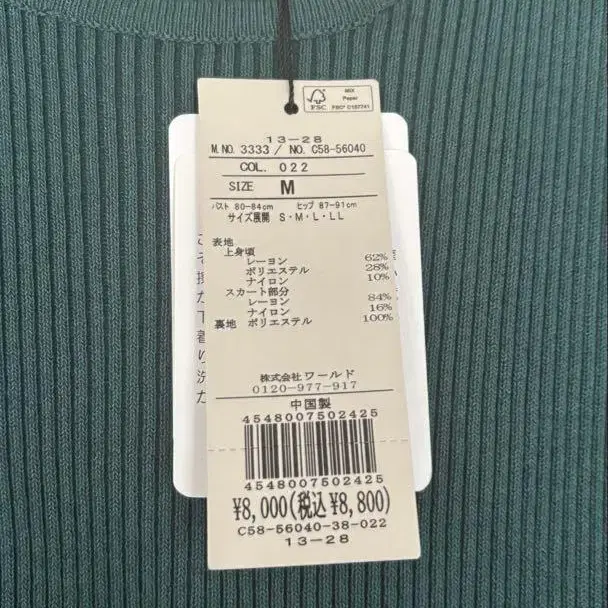 FSC
MIX
Paper
FSC® C107741
13-28
M.NO. 3333 / NO. C58-56040
COL. 022
SIZE M
バスト 80-84cm ヒップ 87-91cm
サイズ展開 S・M・L・LL
表地
上身頃
レーヨン 62%
ポリエステル 28%
ナイロン 10%
スカート部分
レーヨン 84%
ナイロン 16%
裏地 ポリエステル 100%
株式会社ワールド
0120-977-917
中国製
4548007502425
4548007502425
¥8,000(税込¥8,800)
C58-56040-38-022
13-28